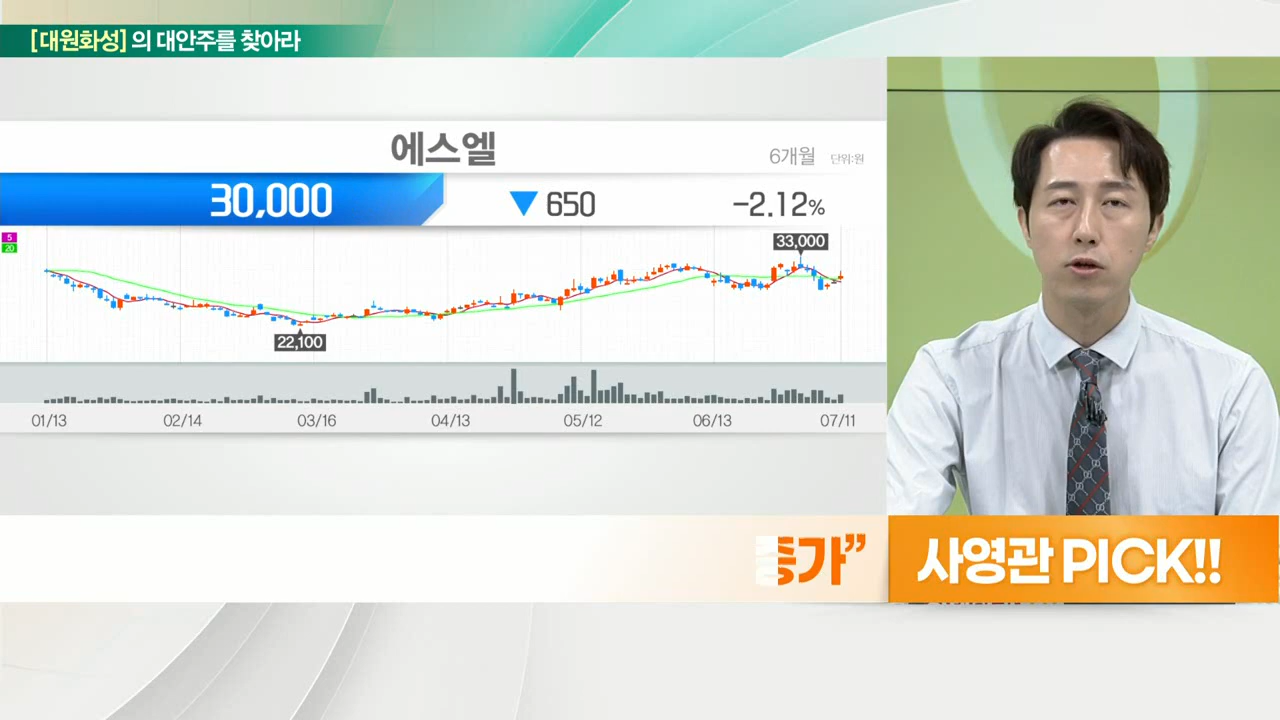 [대원화성]의 대안주를 찾아라
에스엘
6개월 단위:원
30,000 ▼ 650 -2.12%
5
20
33,000
22,100
01/13 02/14 03/16 04/13 05/12 06/13 07/11
가”
사영관 PICK!!